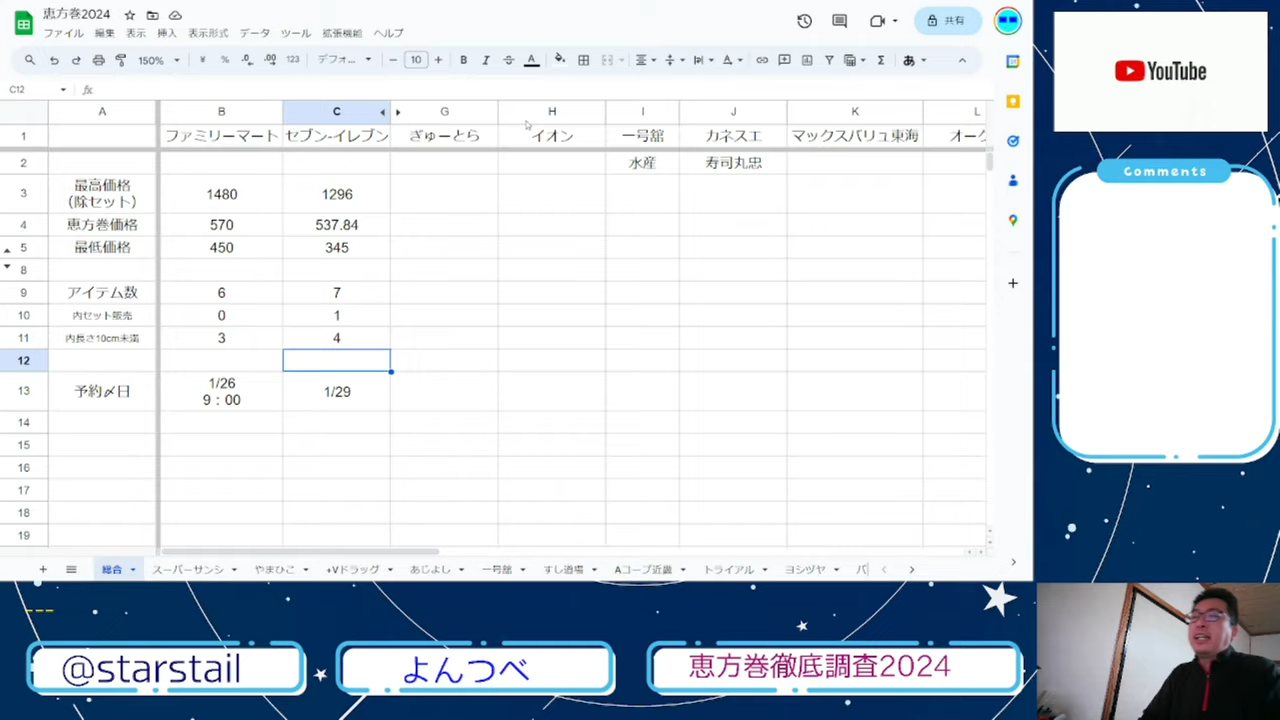 恵方巻2024
ファイル 編集 表示 挿入 表示形式 データ ツール 拡張機能 ヘルプ
共有
150% ¥ % .0 .00 123 デフォ... 10 B I A あ
C12 fx
A B C G H I J K L
1 ファミリーマート セブン-イレブン ぎゅーとら イオン 一号舘 カネスエ マックスバリュ東海 オーク
2 水産 寿司丸忠
3 最高価格 (除セット) 1480 1296
4 恵方巻価格 570 537.84
5 最低価格 450 345
8
9 アイテム数 6 7
10 内セット販売 0 1
11 内長さ10cm未満 3 4
12
13 予約〆日 1/26 9：00 1/29
14
15
16
17
18
19
総合 スーパーサンシ やまひこ +Vドラッグ あじよし 一号舘 すし道場 Aコープ近畿 トライアル ヨシヅヤ
YouTube
Comments
@starstail
よんつべ
恵方巻徹底調査2024